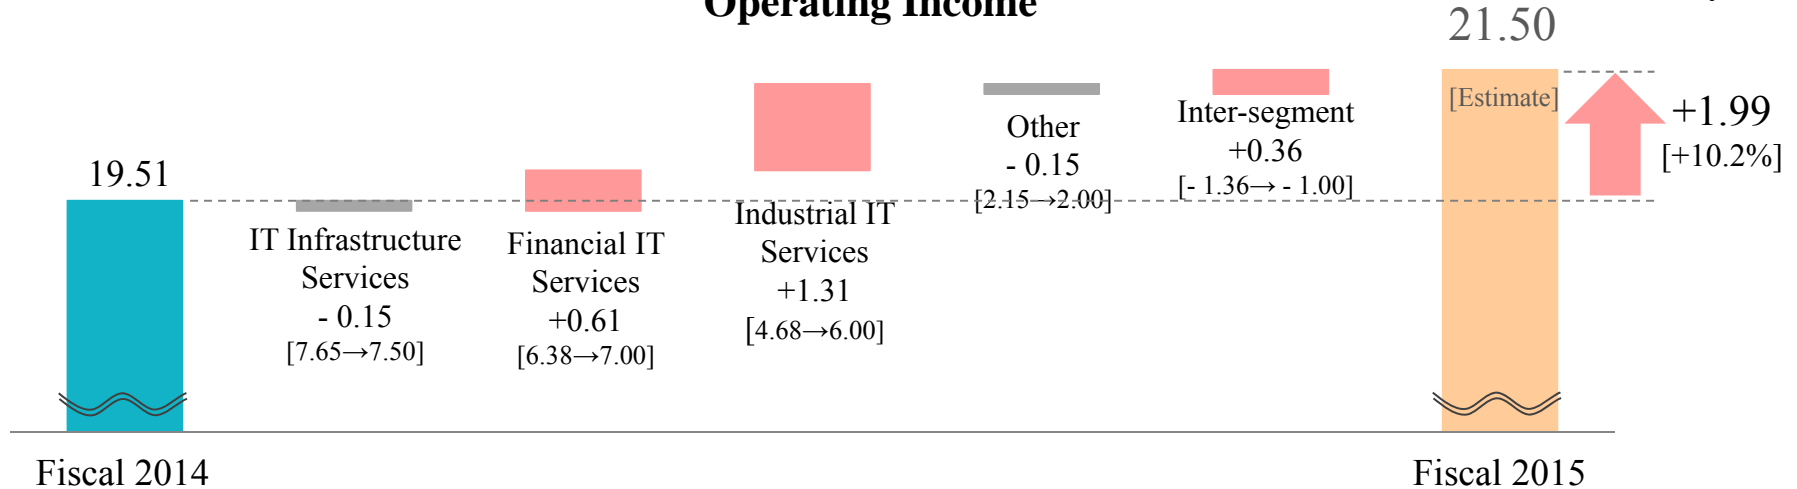 Operating Income
21.50
[Estimate]
+1.99
[+10.2%]
19.51
IT Infrastructure
Services
- 0.15
[7.65→7.50]
Financial IT
Services
+0.61
[6.38→7.00]
Industrial IT
Services
+1.31
[4.68→6.00]
Other
- 0.15
[2.15→2.00]
Inter-segment
+0.36
[- 1.36→ - 1.00]
Fiscal 2014
Fiscal 2015